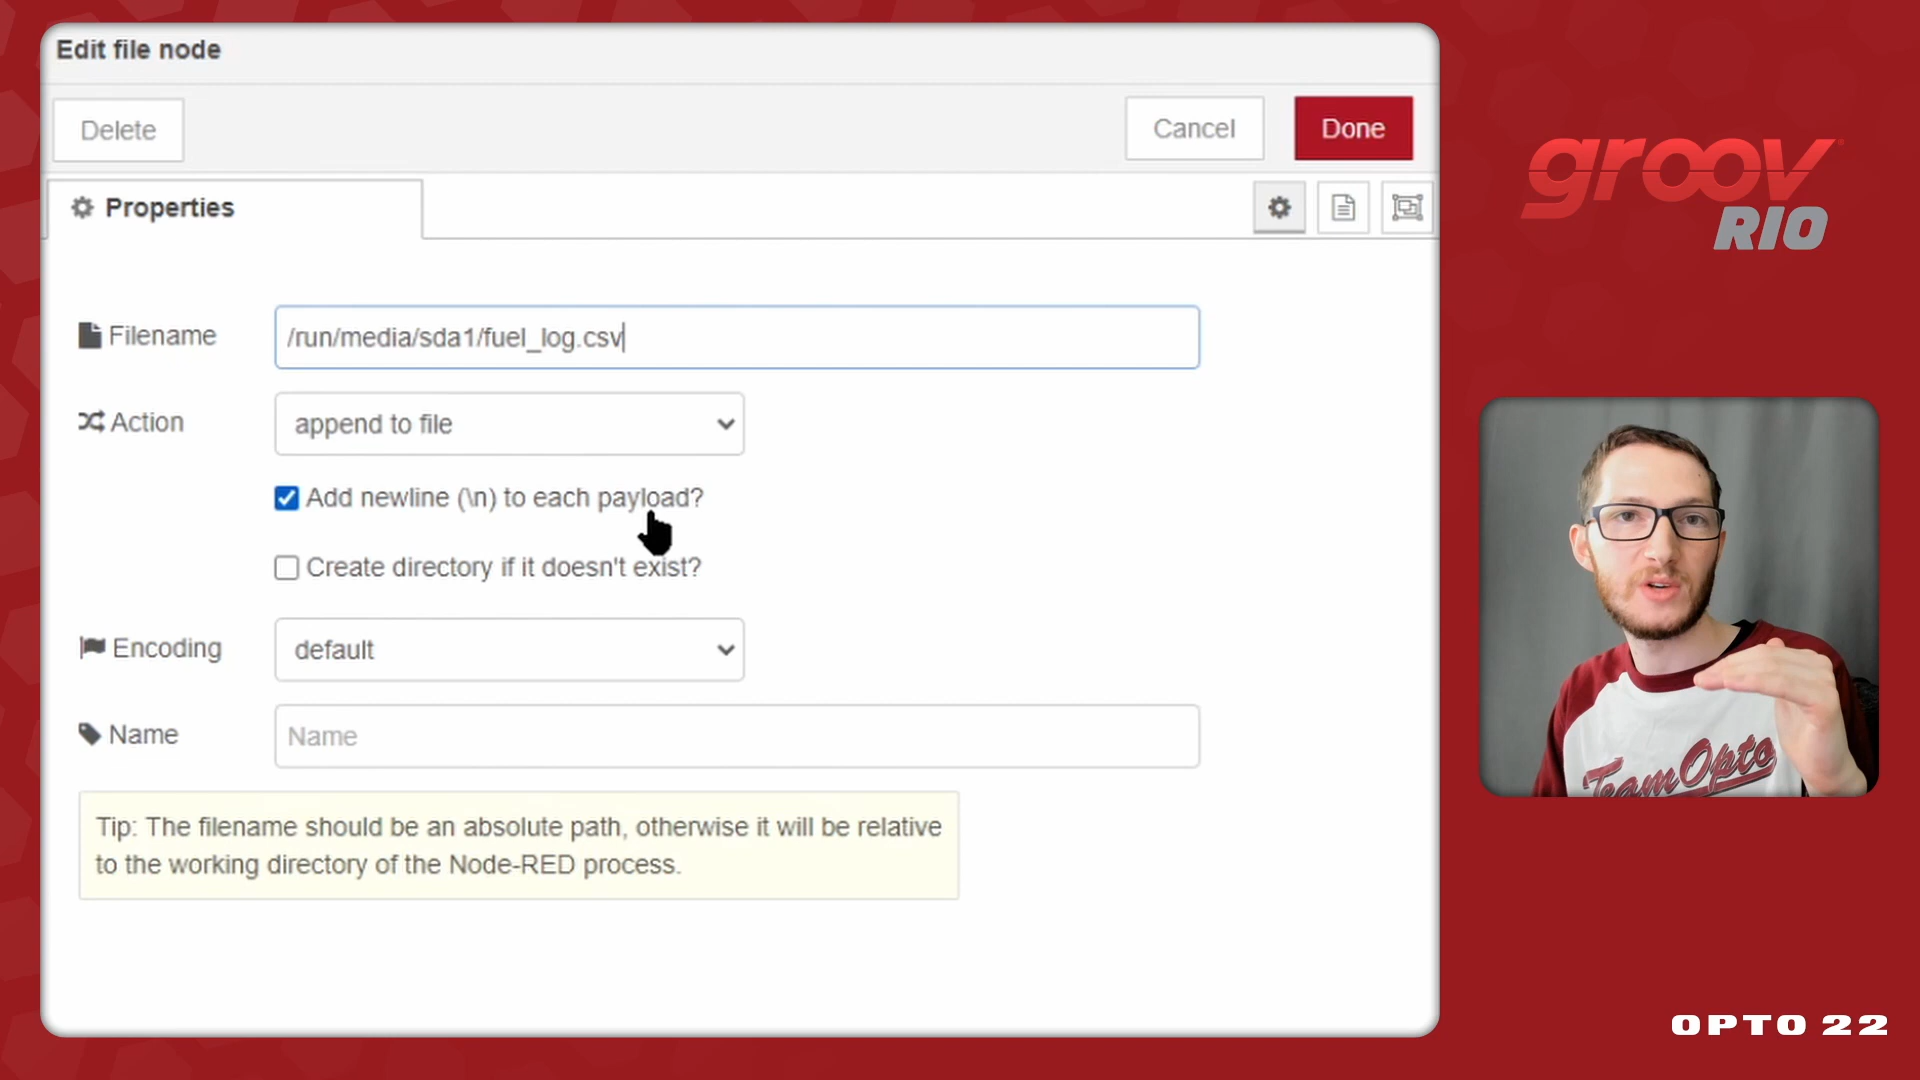 Edit file node
Delete
Cancel
Done
Properties
Filename
/run/media/sda1/fuel_log.csv
Action
append to file
Add newline (\n) to each payload?
Create directory if it doesn't exist?
Encoding
default
Name
Name
Tip: The filename should be an absolute path, otherwise it will be relative
to the working directory of the Node-RED process.
groov
RIO
Team Opto
OPTO 22